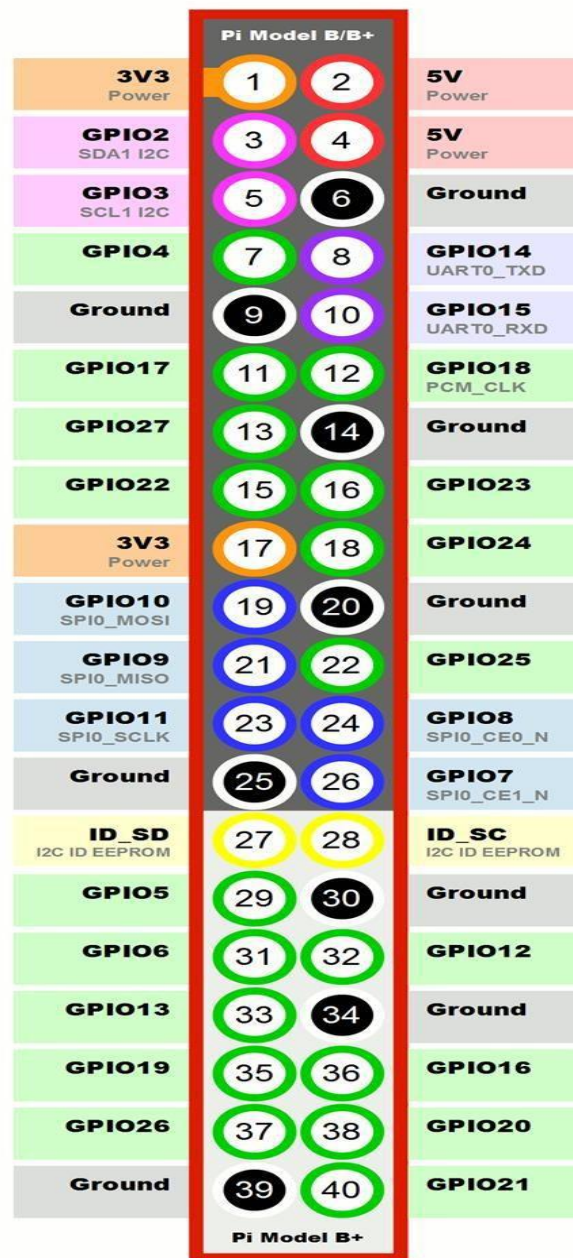 Pi Model B/B+
3V3 1 2 5V
Power Power
GPIO2 3 4 5V
SDA1 I2C Power
GPIO3 5 6 Ground
SCL1 I2C
GPIO4 7 8 GPIO14
UART0_TXD
Ground 9 10 GPIO15
UART0_RXD
GPIO17 11 12 GPIO18
PCM_CLK
GPIO27 13 14 Ground
GPIO22 15 16 GPIO23
3V3 17 18 GPIO24
Power
GPIO10 19 20 Ground
SPI0_MOSI
GPIO9 21 22 GPIO25
SPI0_MISO
GPIO11 23 24 GPIO8
SPI0_SCLK SPI0_CE0_N
Ground 25 26 GPIO7
SPI0_CE1_N
ID_SD 27 28 ID_SC
I2C ID EEPROM I2C ID EEPROM
GPIO5 29 30 Ground
GPIO6 31 32 GPIO12
GPIO13 33 34 Ground
GPIO19 35 36 GPIO16
GPIO26 37 38 GPIO20
Ground 39 40 GPIO21
Pi Model B+